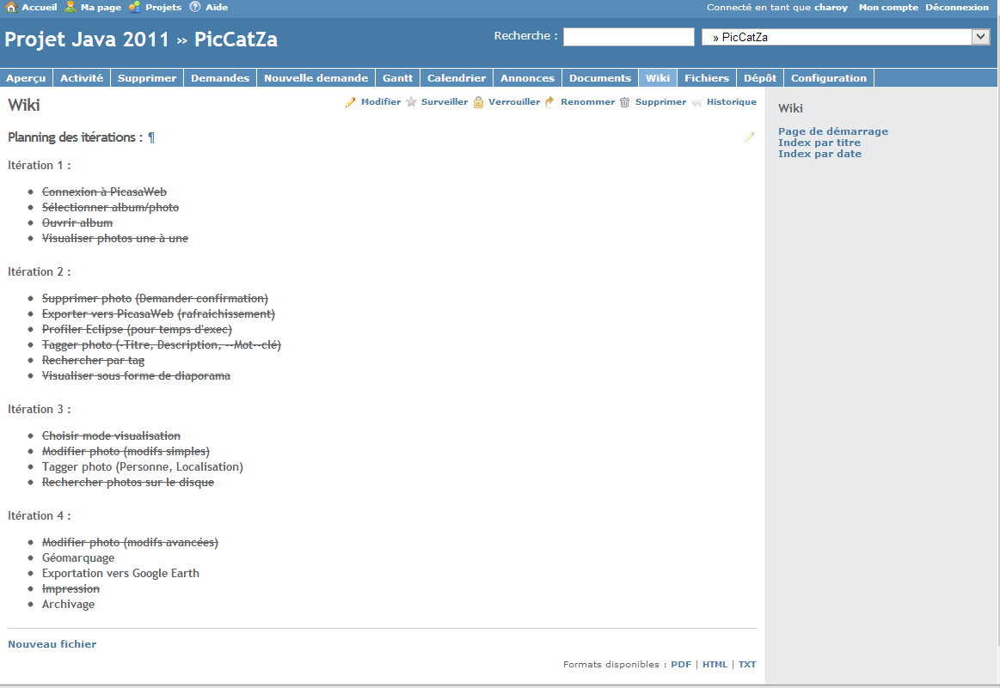 Accueil Ma page Projets Aide Connecté en tant que charoy Mon compte Déconnexion
Projet Java 2011 » PicCatZa Recherche : » PicCatZa
Aperçu Activité Supprimer Demandes Nouvelle demande Gantt Calendrier Annonces Documents Wiki Fichiers Dépôt Configuration
Wiki Modifier Surveiller Verrouiller Renommer Supprimer Historique
Planning des itérations : ¶
Itération 1 :
Connexion à PicasaWeb
Sélectionner album/photo
Ouvrir album
Visualiser photos une à une
Itération 2 :
Supprimer photo (Demander confirmation)
Exporter vers PicasaWeb (rafraichissement)
Profiler Eclipse (pour temps d'exec)
Tagger photo (-Titre, Description, --Mot--clé)
Rechercher par tag
Visualiser sous forme de diaporama
Itération 3 :
Choisir mode visualisation
Modifier photo (modifs simples)
Tagger photo (Personne, Localisation)
Rechercher photos sur le disque
Itération 4 :
Modifier photo (modifs avancées)
Géomarquage
Exportation vers Google Earth
Impression
Archivage
Nouveau fichier
Formats disponibles : PDF | HTML | TXT
Wiki
Page de démarrage
Index par titre
Index par date